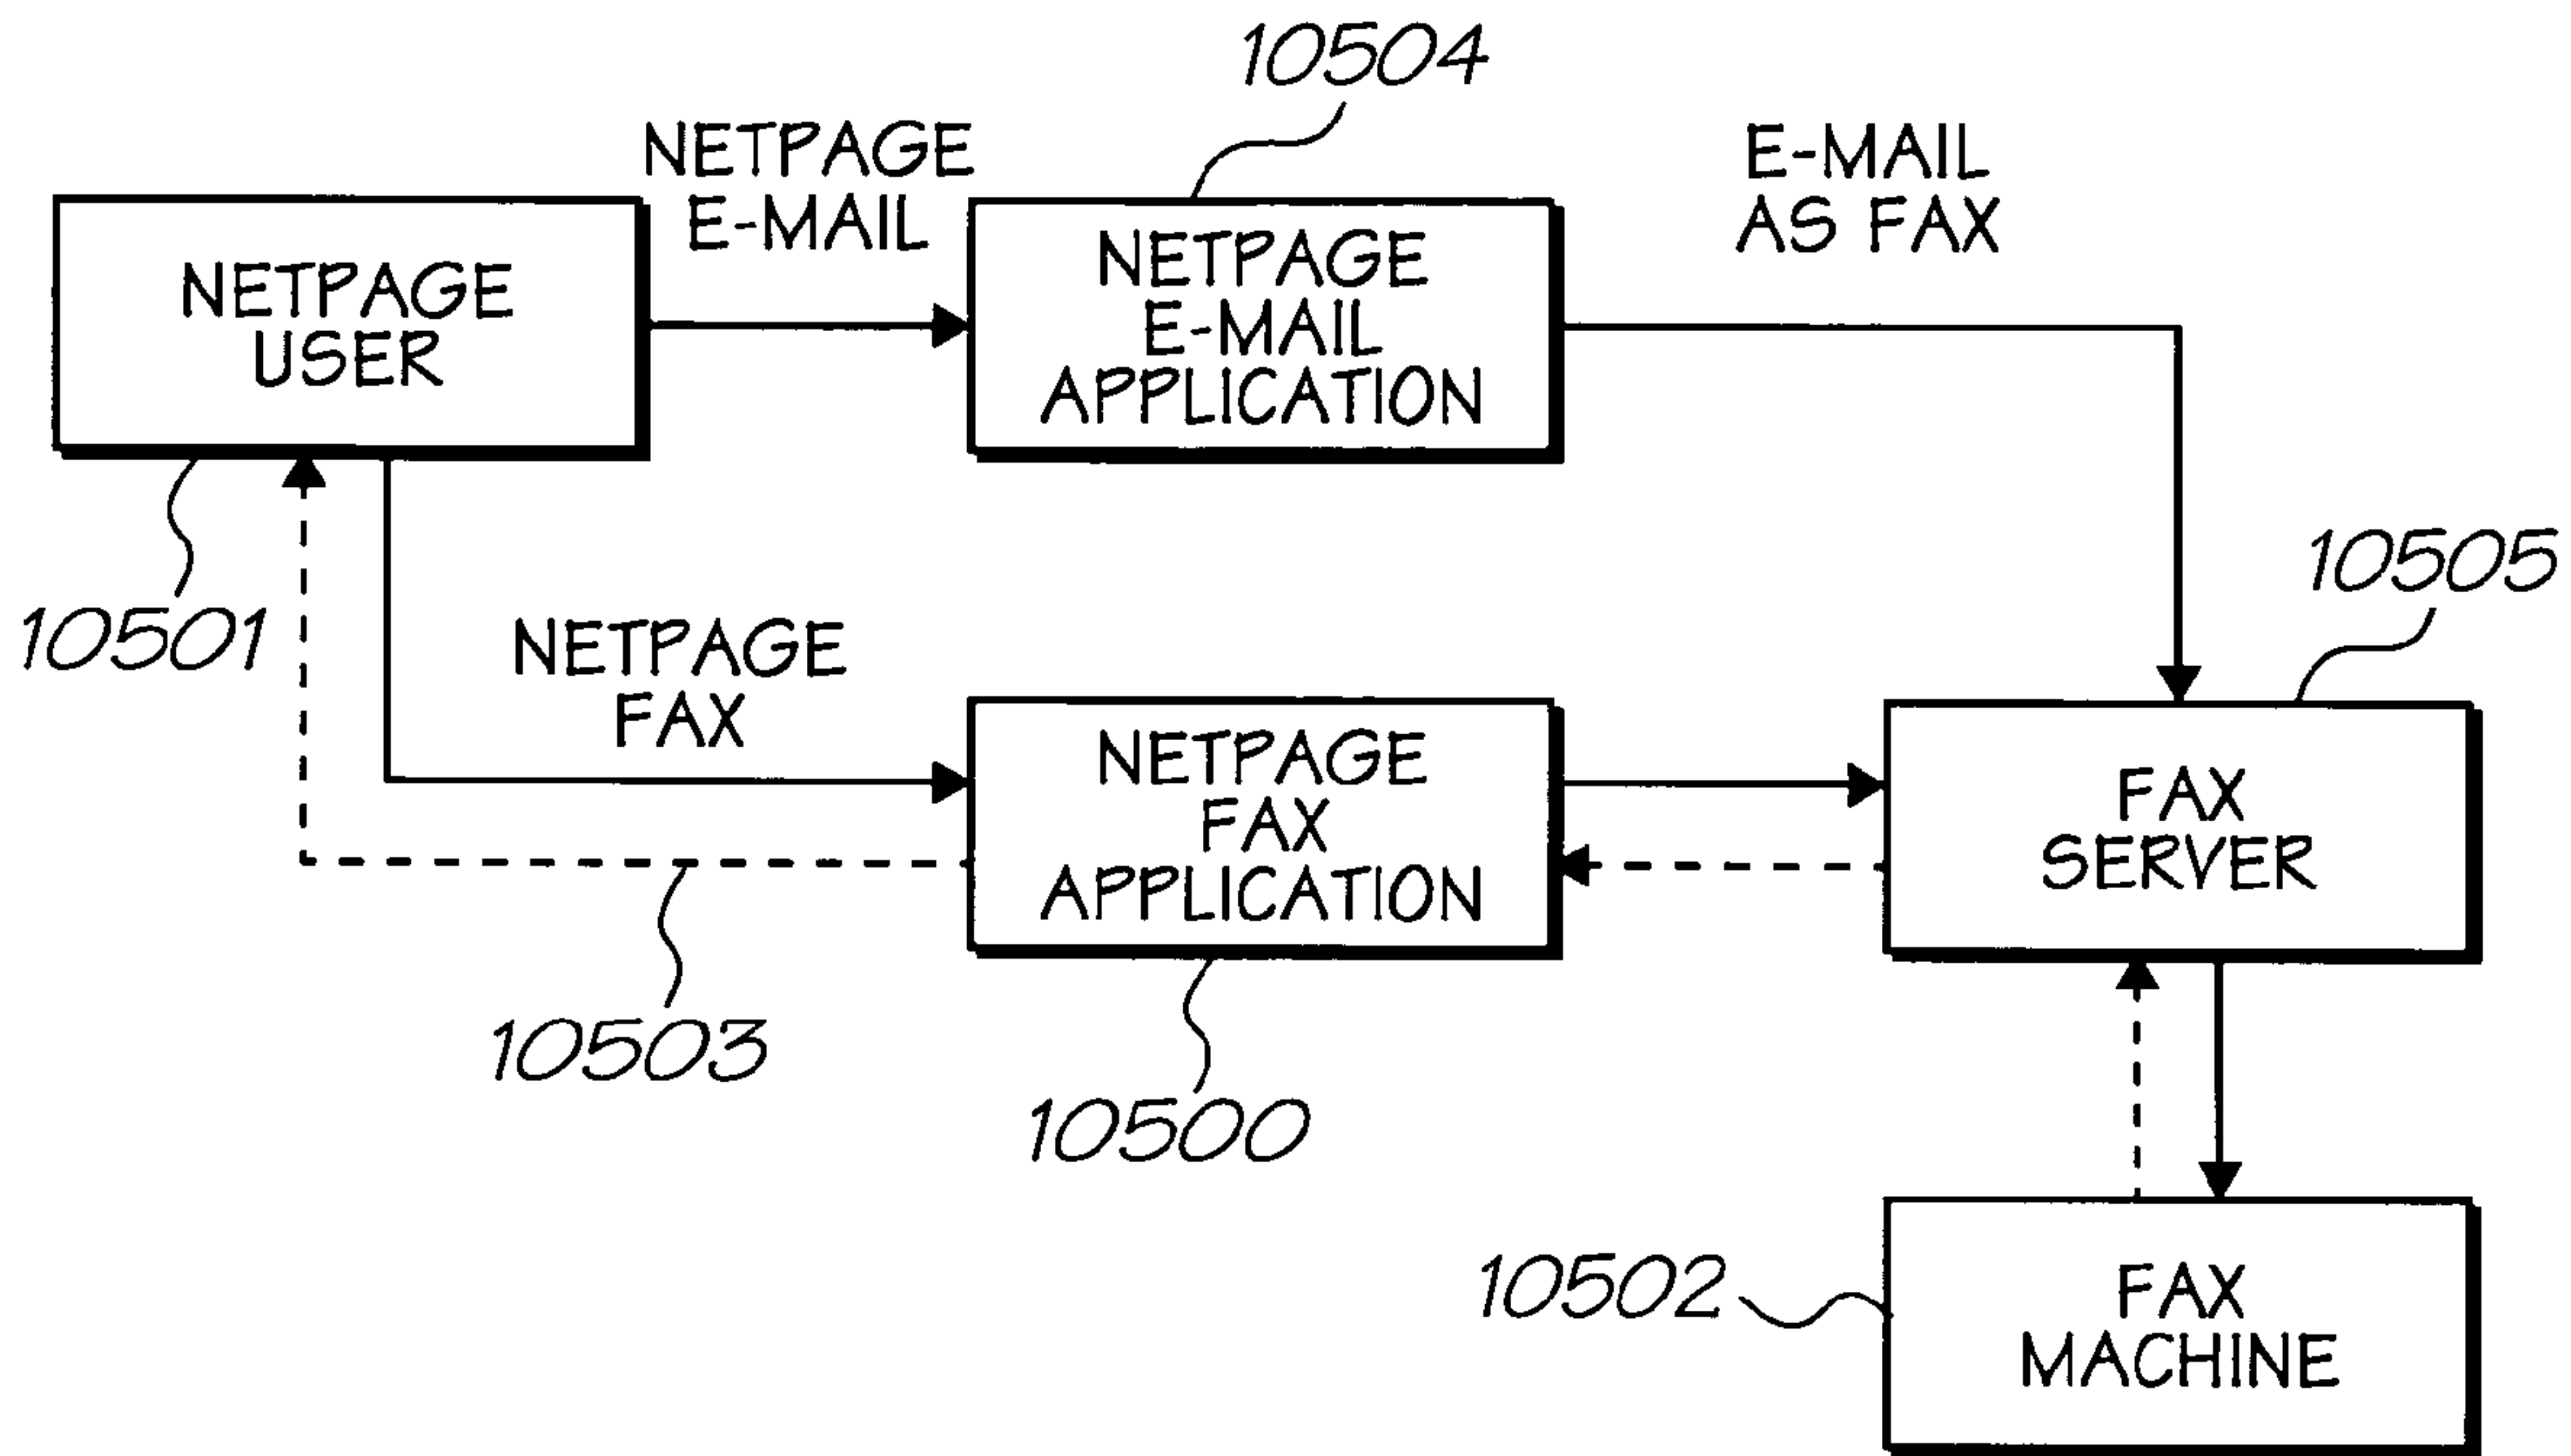 10504
NETPAGE
E-MAIL
E-MAIL
AS FAX
NETPAGE
USER
NETPAGE
E-MAIL
APPLICATION
10501
10505
NETPAGE
FAX
NETPAGE
FAX
APPLICATION
FAX
SERVER
10503
10500
10502
FAX
MACHINE